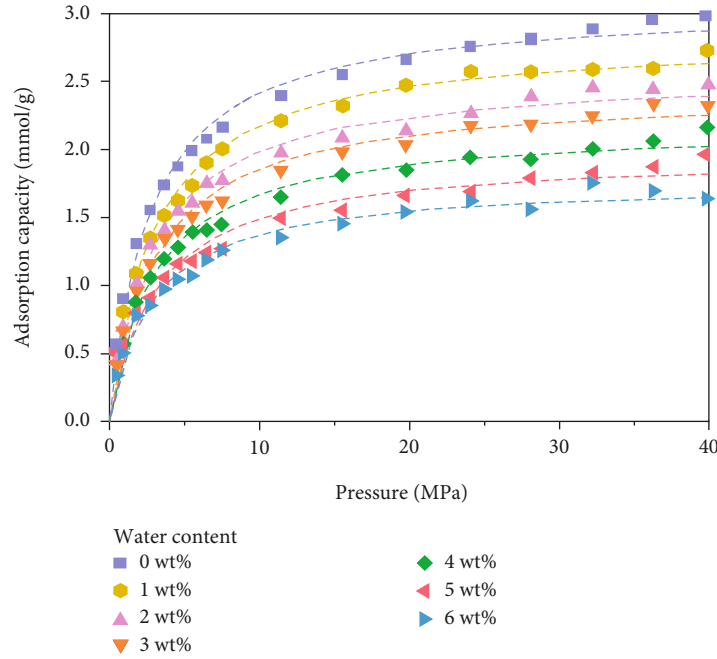 Adsorption capacity (mmol/g)
3.0
2.5
2.0
1.5
1.0
0.5
0.0
0
10
20
30
40
Pressure (MPa)
Water content
0 wt%
1 wt%
2 wt%
3 wt%
4 wt%
5 wt%
6 wt%